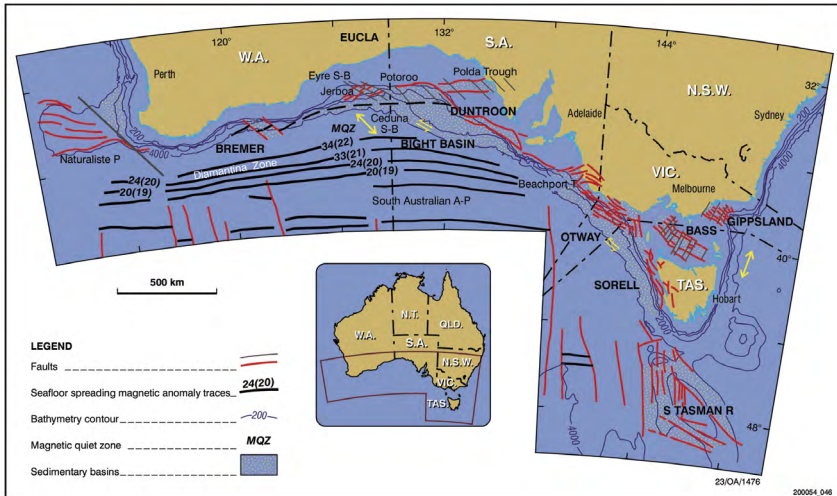 120°
EUCLA
132°
W.A.
S.A.
144°
Perth
Eyre S-B
Potoroo
Polda Trough
Jerboa
N.S.W.
32°
Ceduna
S-B
DUNTROON
Adelaide
Sydney
200
4000
Naturaliste P
BREMER
MQZ
BIGHT BASIN
34(22)
33(21)
24(20)
20(19)
Diamantina Zone
24(20)
20(19)
VIC.
Melbourne
Beachport T
South Australian A-P
GIPPSLAND
BASS
OTWAY
200
4000
40°
500 km
SORELL
TAS.
Hobart
2000
N.T.
QLD.
W.A.
S.A.
N.S.W.
VIC.
TAS.
LEGEND
Faults
Seafloor spreading magnetic anomaly traces
24(20)
Bathymetry contour
200
Magnetic quiet zone
MQZ
Sedimentary basins
S TASMAN R
4000
48°
23/OA/1476
200054_046